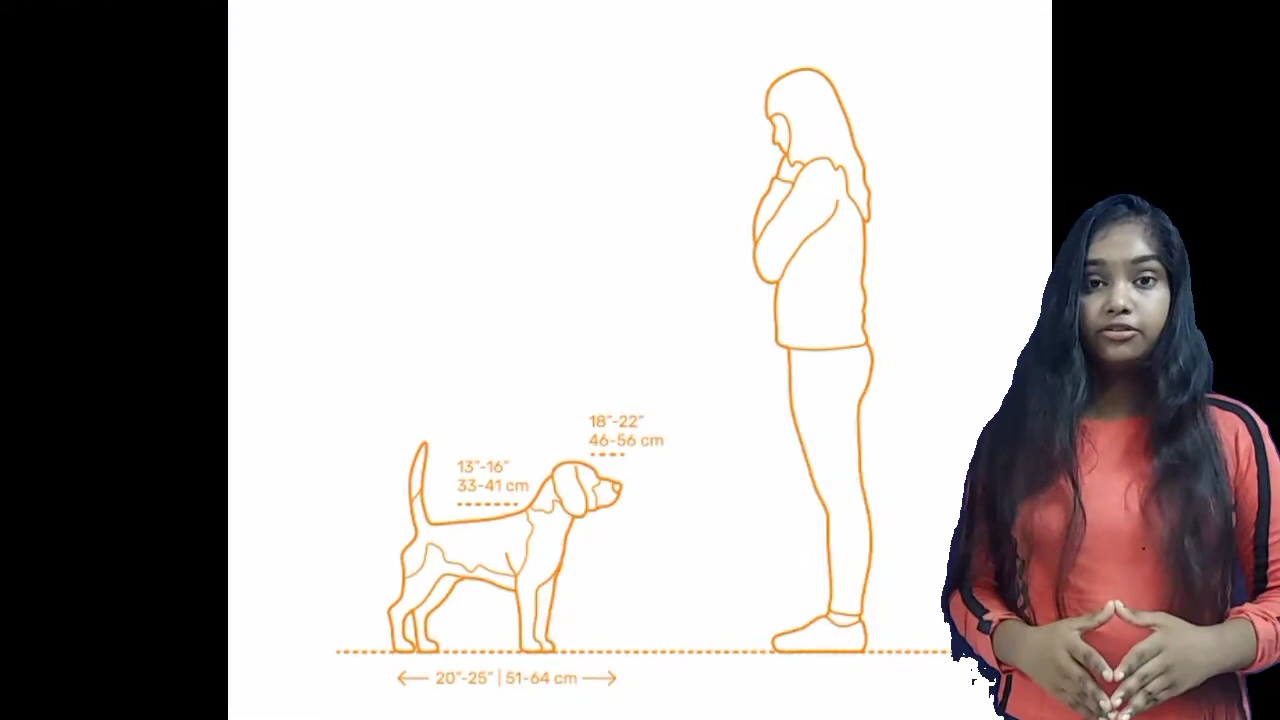 18"-22"
46-56 cm
13"-16"
33-41 cm
20"-25" | 51-64 cm